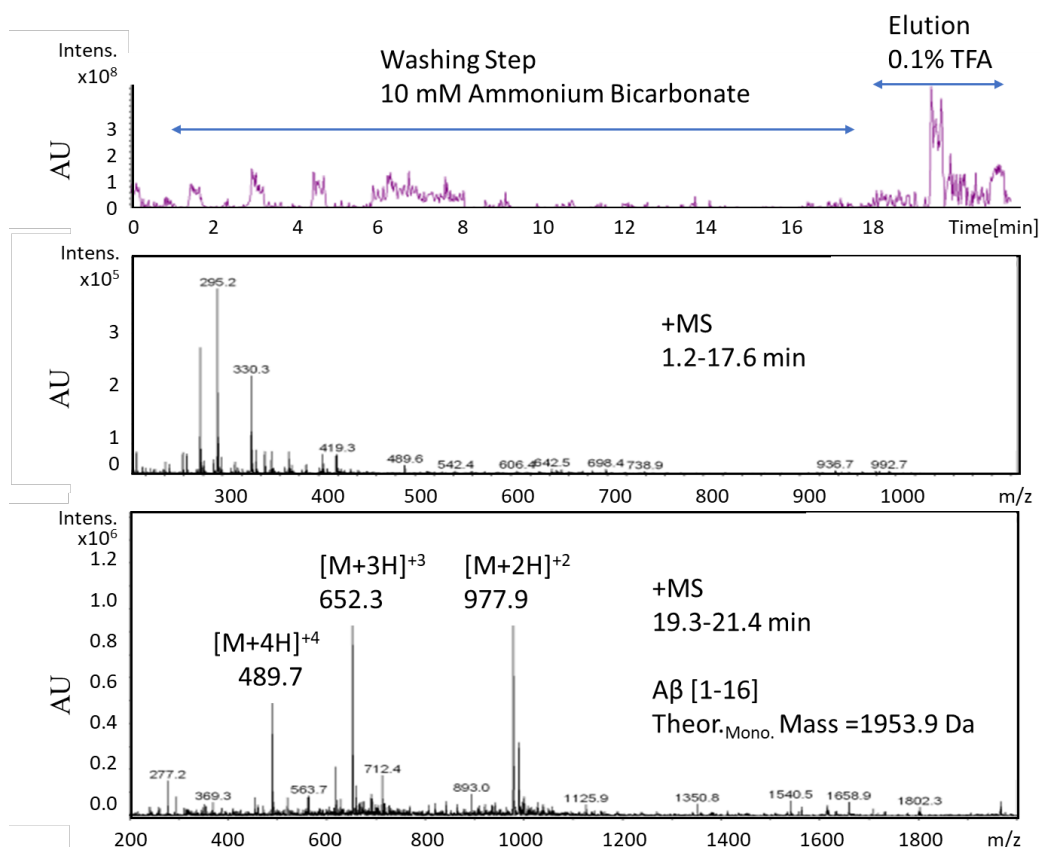 Intens.
x10⁸
Washing Step
10 mM Ammonium Bicarbonate
Elution
0.1% TFA
AU
3
2
1
0
0 2 4 6 8 10 12 14 16 18 Time[min]
Intens.
x10⁵
AU
3
2
1
0
295.2
330.3
419.3
489.6
542.4
606.4
642.5
698.4
738.9
936.7
992.7
+MS
1.2-17.6 min
300 400 500 600 700 800 900 1000 m/z
Intens.
x10⁶
AU
1.2
1.0
0.8
0.6
0.4
0.2
0.0
[M+4H]⁺⁴
489.7
[M+3H]⁺³
652.3
[M+2H]⁺²
977.9
+MS
19.3-21.4 min
Aβ [1-16]
Theor.Mono. Mass =1953.9 Da
277.2
369.3
563.7
712.4
893.0
1125.9
1350.8
1540.5
1658.9
1802.3
200 400 600 800 1000 1200 1400 1600 1800 m/z